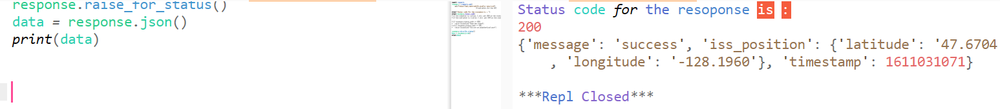 response.raise_for_status()
data = response.json()
print(data)
Status code for the resoponse is :
200
{'message': 'success', 'iss_position': {'latitude': '47.6704
, 'longitude': '-128.1960'}, 'timestamp': 1611031071}
***Repl Closed***